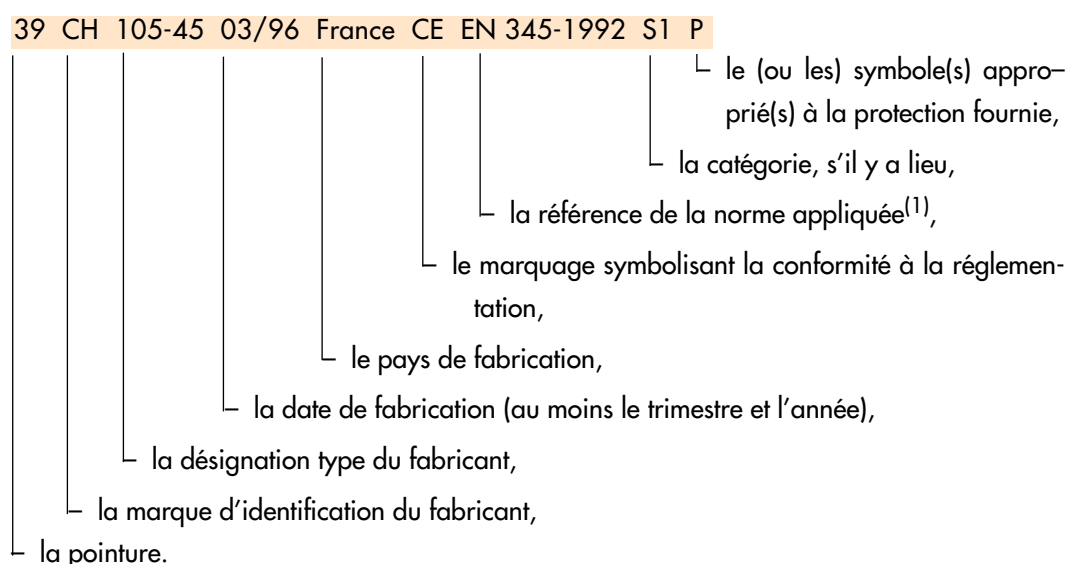 39 CH 105-45 03/96 France CE EN 345-1992 S1 P
– le (ou les) symbole(s) appro–
prié(s) à la protection fournie,
– la catégorie, s'il y a lieu,
– la référence de la norme appliquée(1),
– le marquage symbolisant la conformité à la réglemen-
tation,
– le pays de fabrication,
– la date de fabrication (au moins le trimestre et l'année),
– la désignation type du fabricant,
– la marque d'identification du fabricant,
– la pointure.